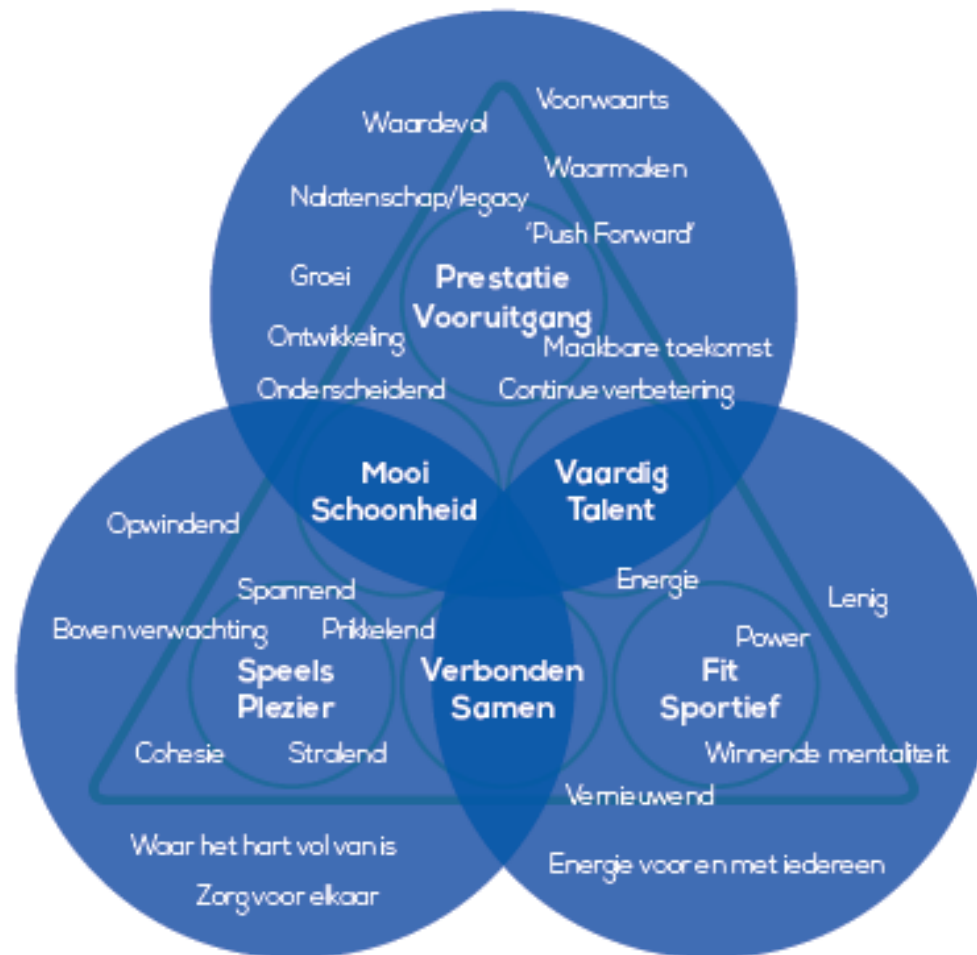 Voorwaarts
Waardevol
Waarmaken
Nalatenschap/legacy
'Push Forward'
Groei
Prestatie
Vooruitgang
Ontwikkeling
Maakbare toekomst
Onderscheidend
Continue verbetering
Mooi
Schoonheid
Vaardig
Talent
Opwindend
Spannend
Energie
Lenig
Boven verwachting
Prikkelend
Power
Speels
Plezier
Verbonden
Samen
Fit
Sportief
Cohesie
Stralend
Winnende mentaliteit
Vernieuwend
Waar het hart vol van is
Energie voor en met iedereen
Zorg voor elkaar